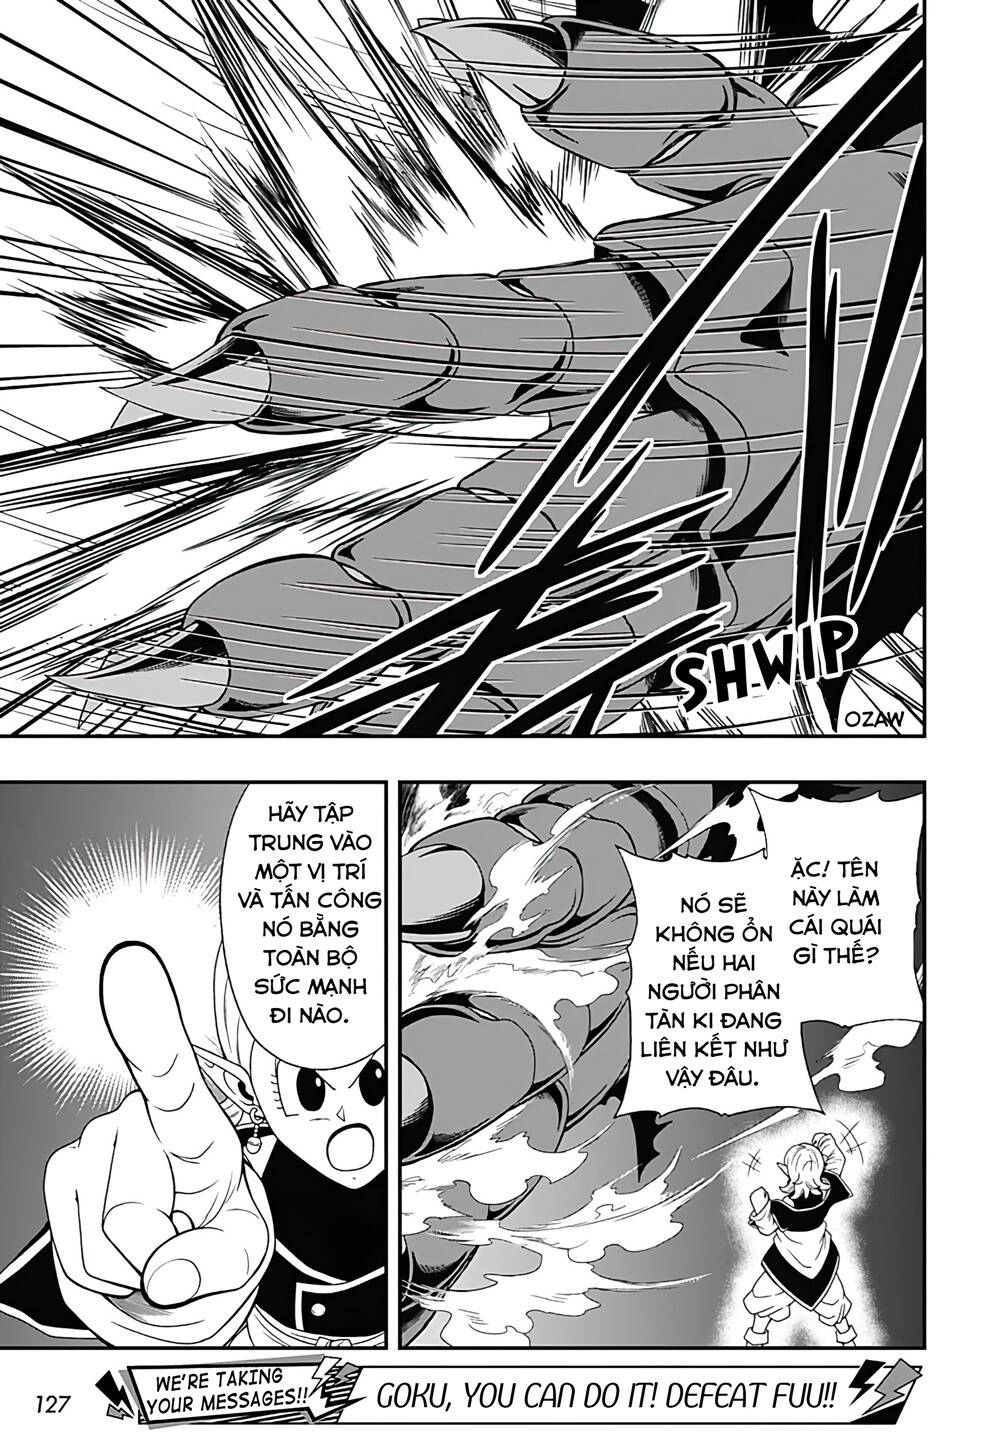 SHWIP
OZAW
ẶC! TÊN
NÀY LÀM
CÁI QUÁI
GÌ THẾ?
NÓ SẼ
KHÔNG ỔN
NẾU HAI
NGƯỜI PHÂN
TÀN KI ĐANG
LIÊN KẾT NHƯ
VẬY ĐÂU.
HÃY TẬP
TRUNG VÀO
MỘT VỊ TRÍ
VÀ TẤN CÔNG
NÓ BẰNG
TOÀN BỘ
SỨC MẠNH
ĐI NÀO.
127
WE'RE TAKING
YOUR MESSAGES!!
GOKU, YOU CAN DO IT! DEFEAT FUU!!